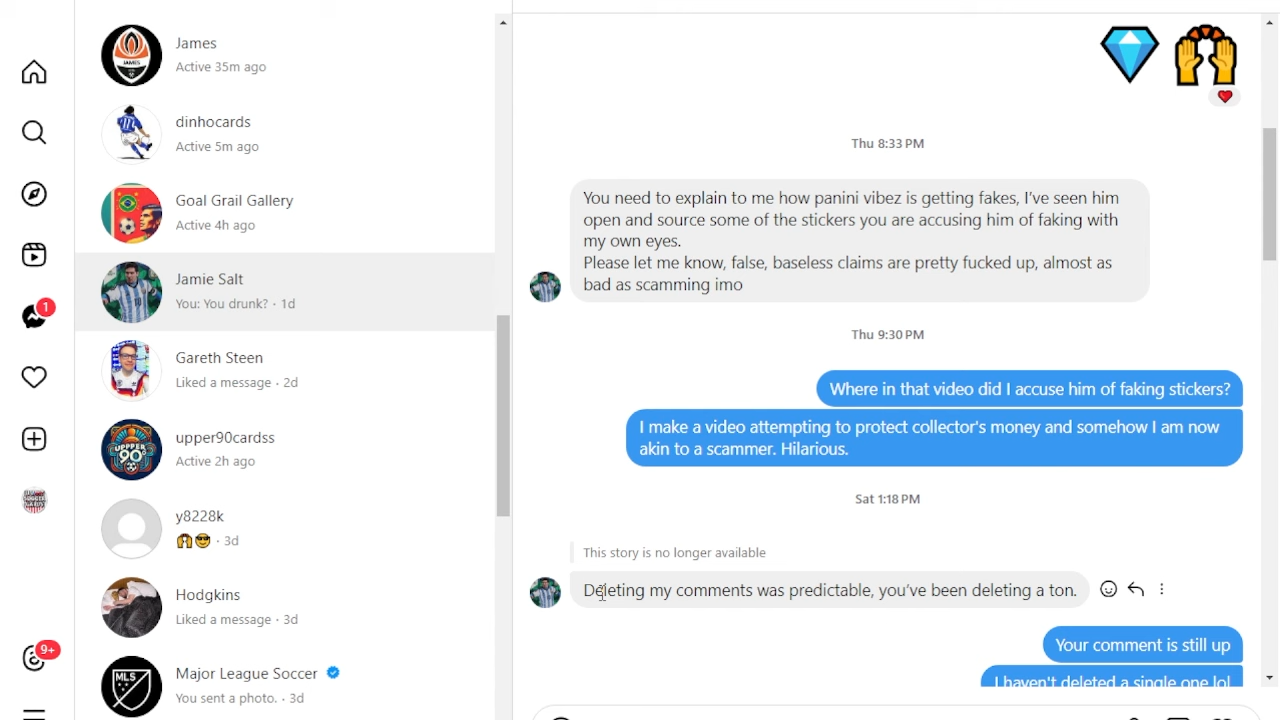 James
Active 35m ago
dinhocards
Active 5m ago
Goal Grail Gallery
Active 4h ago
Jamie Salt
You: You drunk? · 1d
Gareth Steen
Liked a message · 2d
upper90cardss
Active 2h ago
y8228k
🙌😎 · 3d
Hodgkins
Liked a message · 3d
Major League Soccer
You sent a photo. · 3d
1
9+
JAMES
UPPPER
90'
MLS
Thu 8:33 PM
You need to explain to me how panini vibez is getting fakes, I've seen him
open and source some of the stickers you are accusing him of faking with
my own eyes.
Please let me know, false, baseless claims are pretty fucked up, almost as
bad as scamming imo
Thu 9:30 PM
Where in that video did I accuse him of faking stickers?
I make a video attempting to protect collector's money and somehow I am now
akin to a scammer. Hilarious.
Sat 1:18 PM
This story is no longer available
Deleting my comments was predictable, you've been deleting a ton.
Your comment is still up
I haven't deleted a single one lol